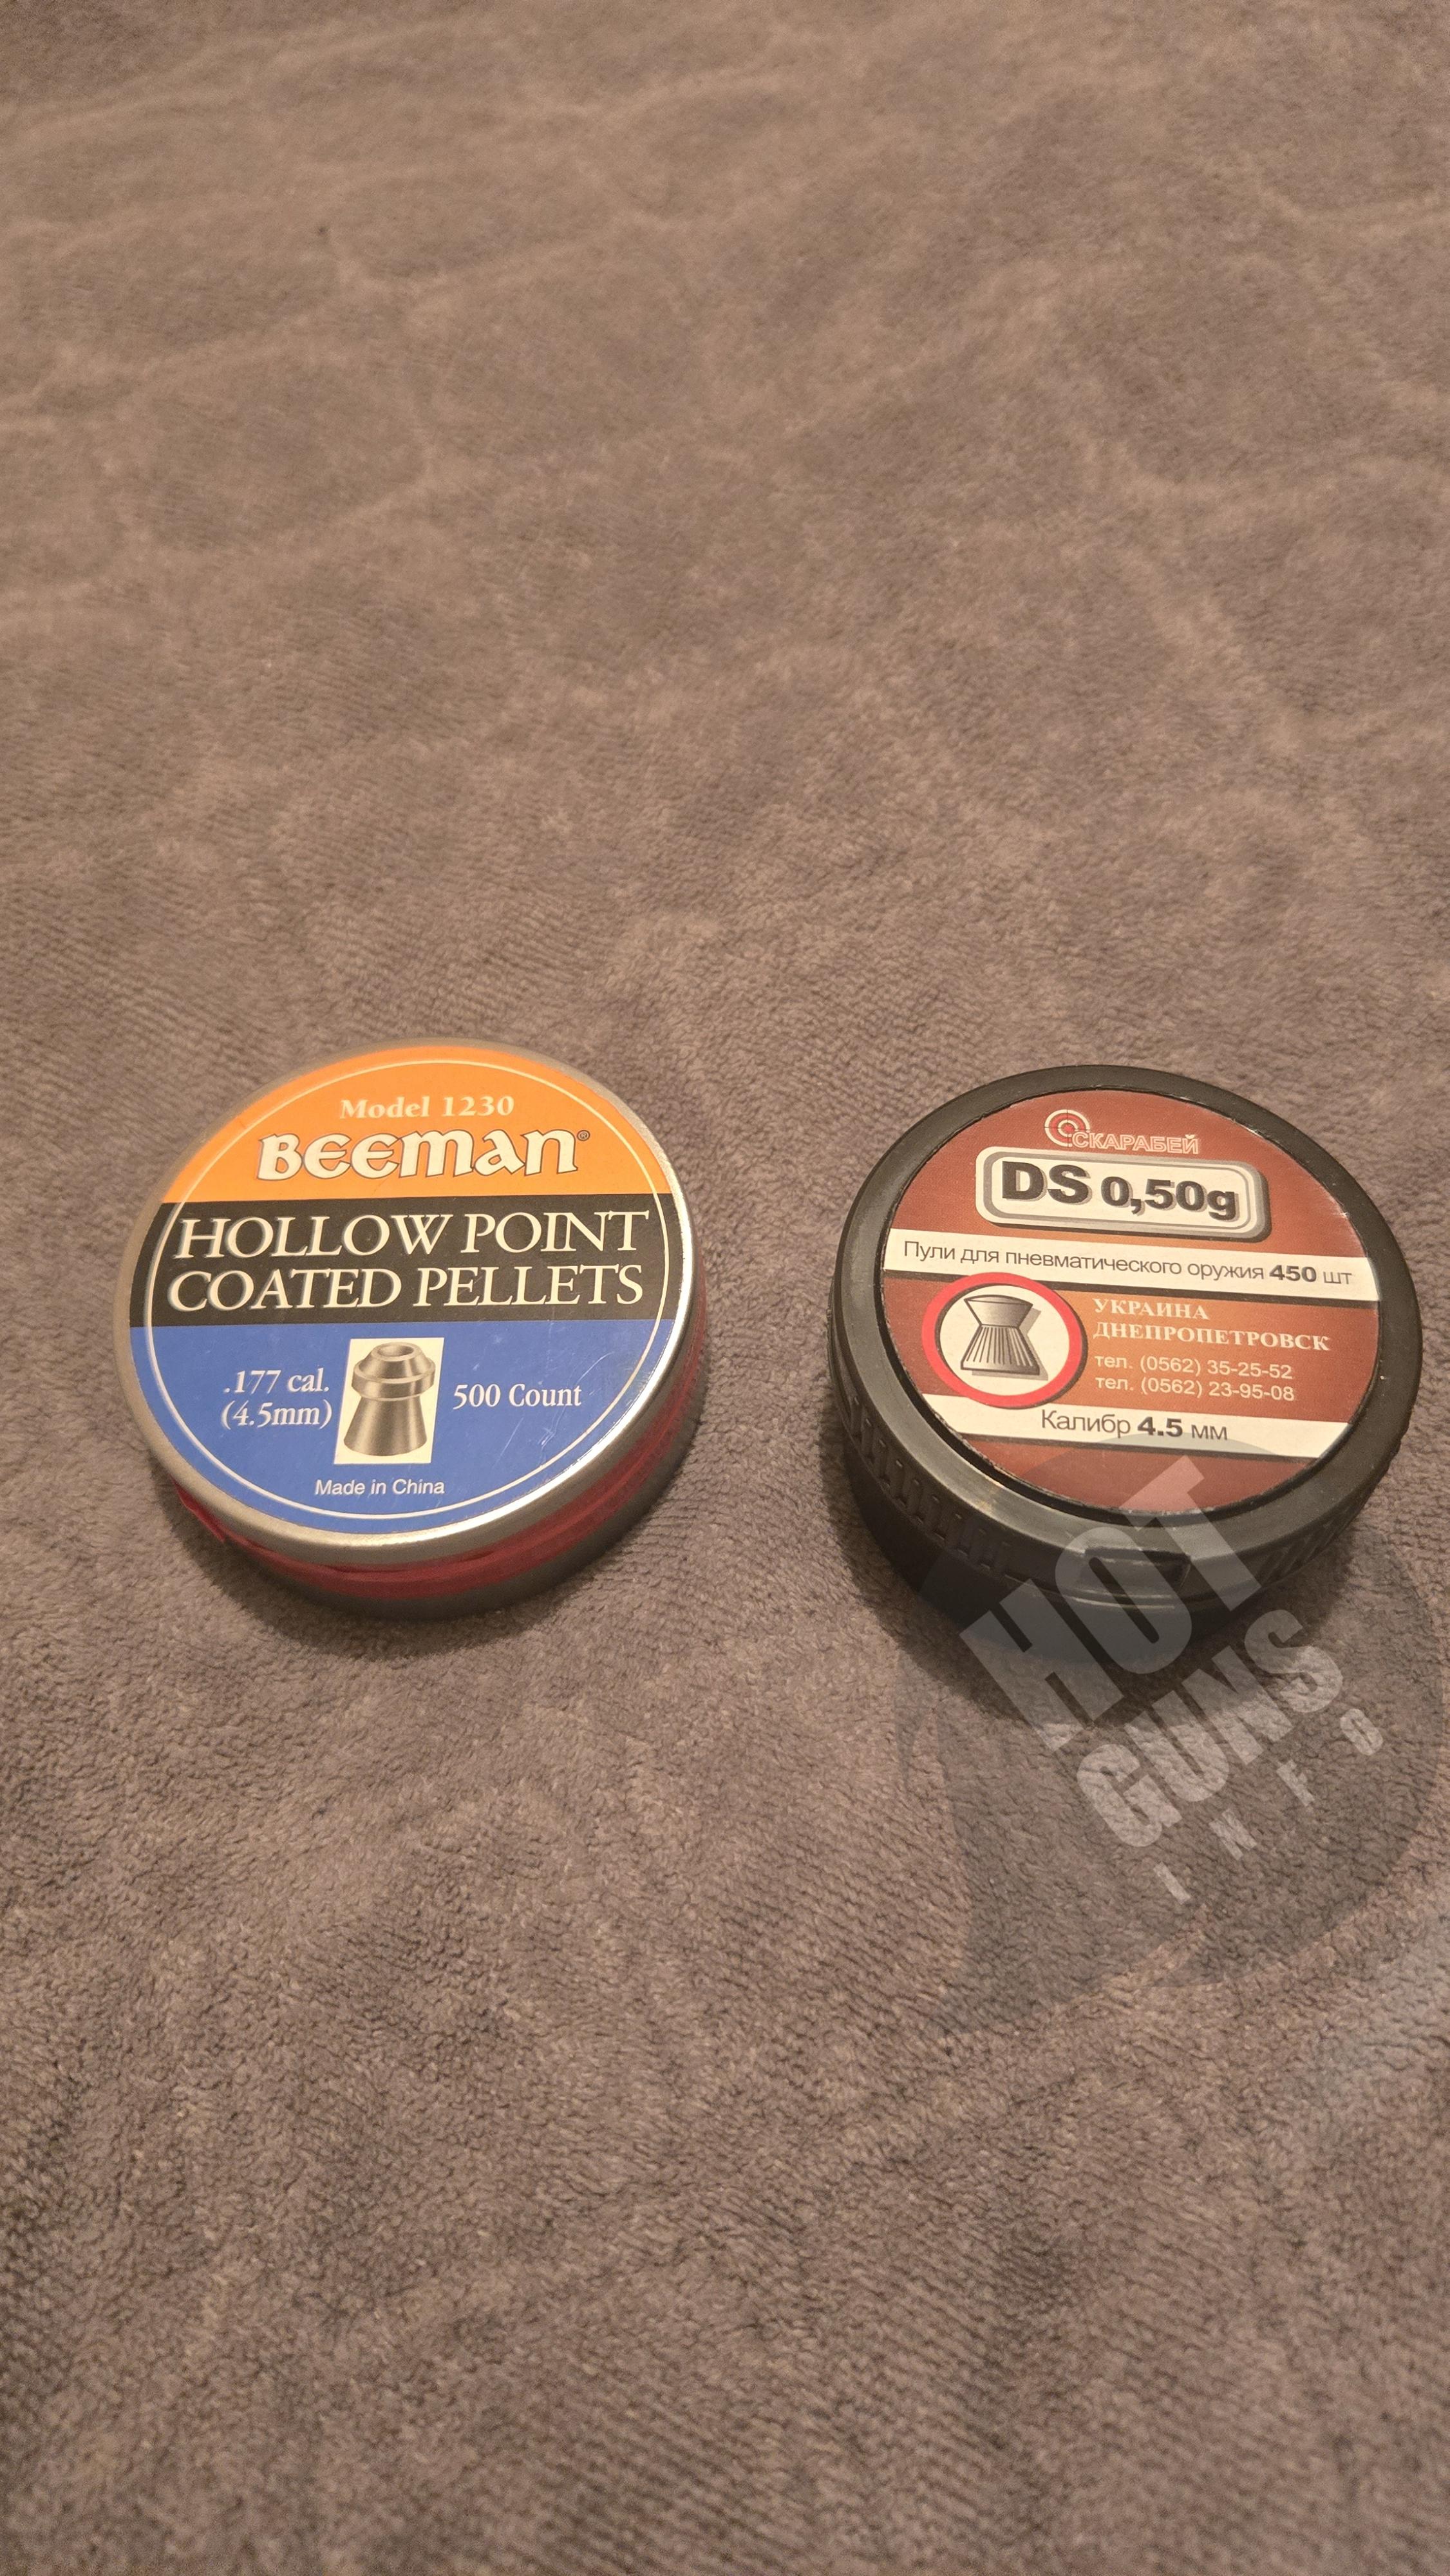 Model 1230
BEEMAN®
HOLLOW POINT
COATED PELLETS
.177 cal.
(4.5mm)
500 Count
Made in China
СКАРАБЕЙ
DS 0,50g
Пули для пневматического оружия 450 шт
УКРАИНА
ДНЕПРОПЕТРОВСК
тел. (0562) 35-25-52
тел. (0562) 23-95-08
Калибр 4.5 мм
HOT
GUNS
INFO